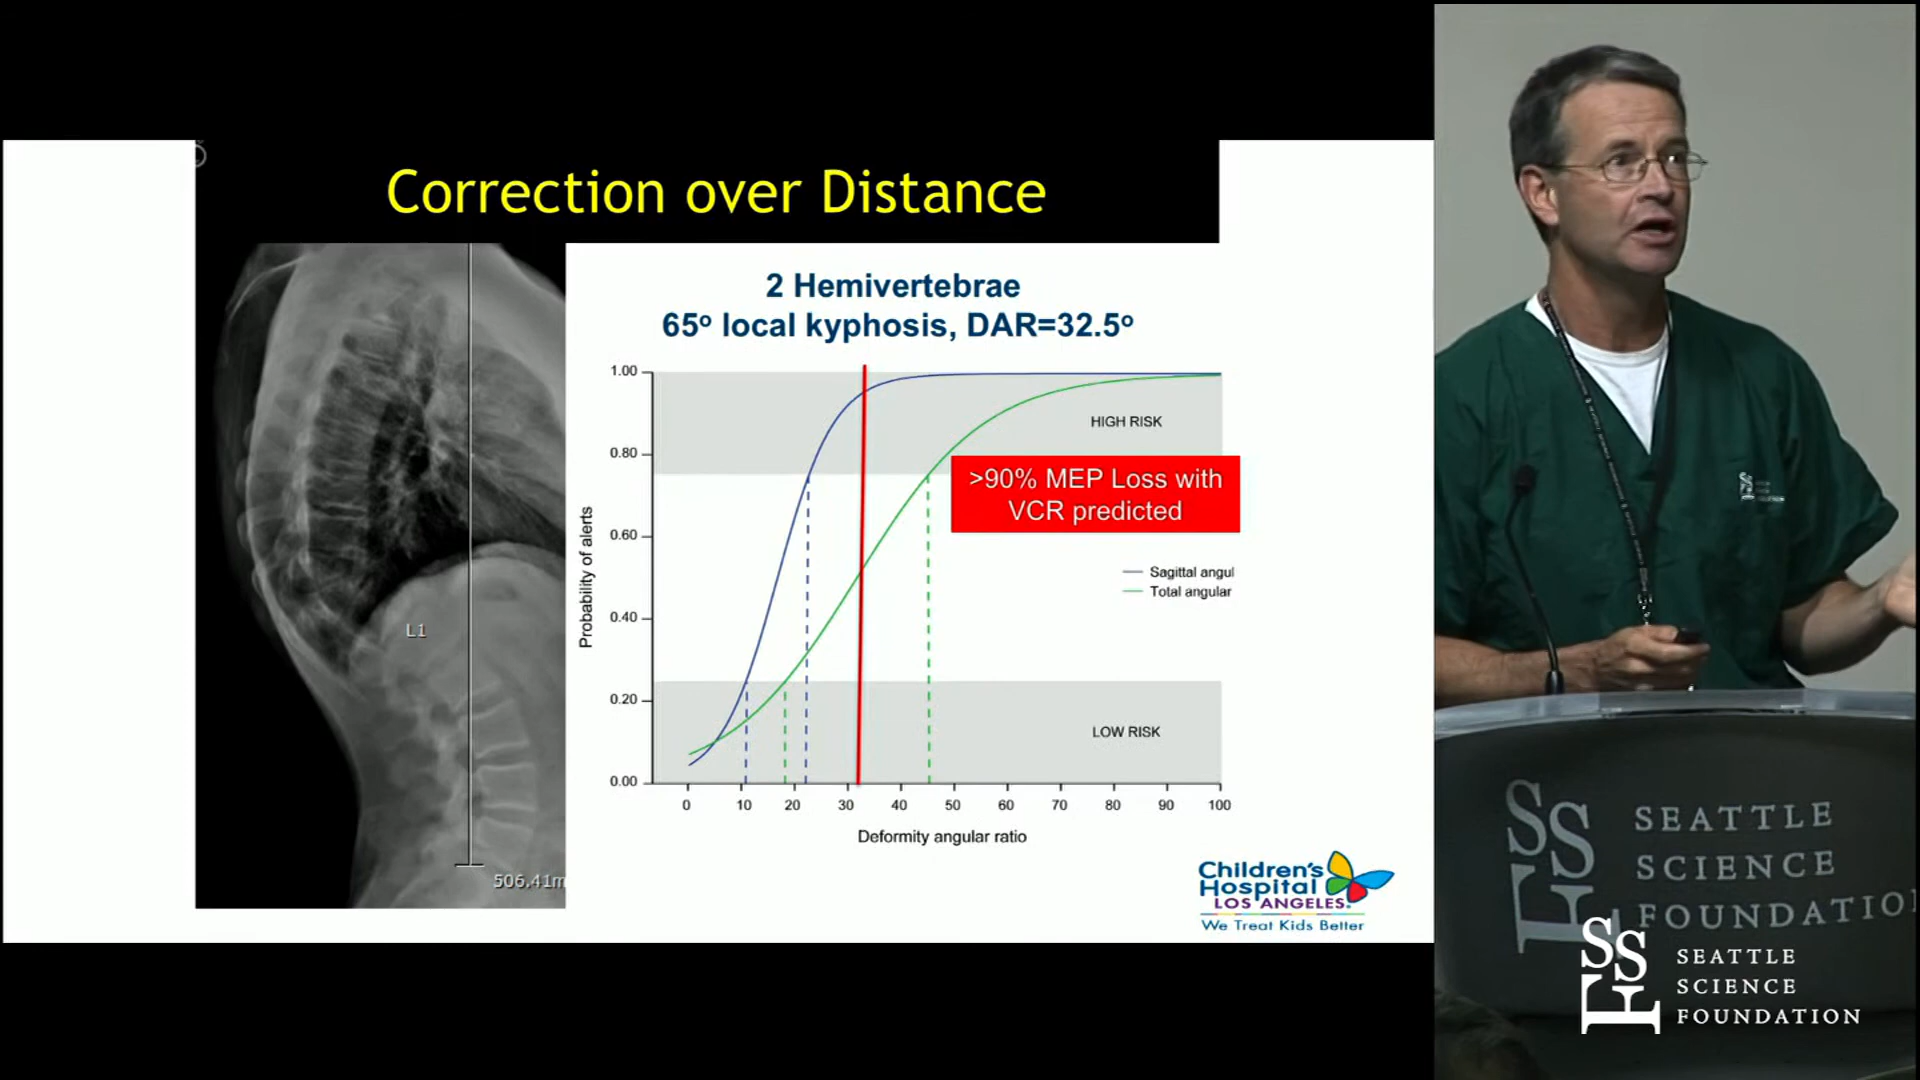 Correction over Distance
2 Hemivertebrae
65º local kyphosis, DAR=32.5º
1.00
0.80
0.60
0.40
0.20
0.00
Probability of alerts
HIGH RISK
>90% MEP Loss with
VCR predicted
Sagittal angul
Total angular
LOW RISK
0 10 20 30 40 50 60 70 80 90 100
Deformity angular ratio
L1
506.41m
Children's
Hospital
LOS ANGELES.
We Treat Kids Better
SEATTLE
SCIENCE
FOUNDATIO
SSF
SEATTLE
SCIENCE
FOUNDATION